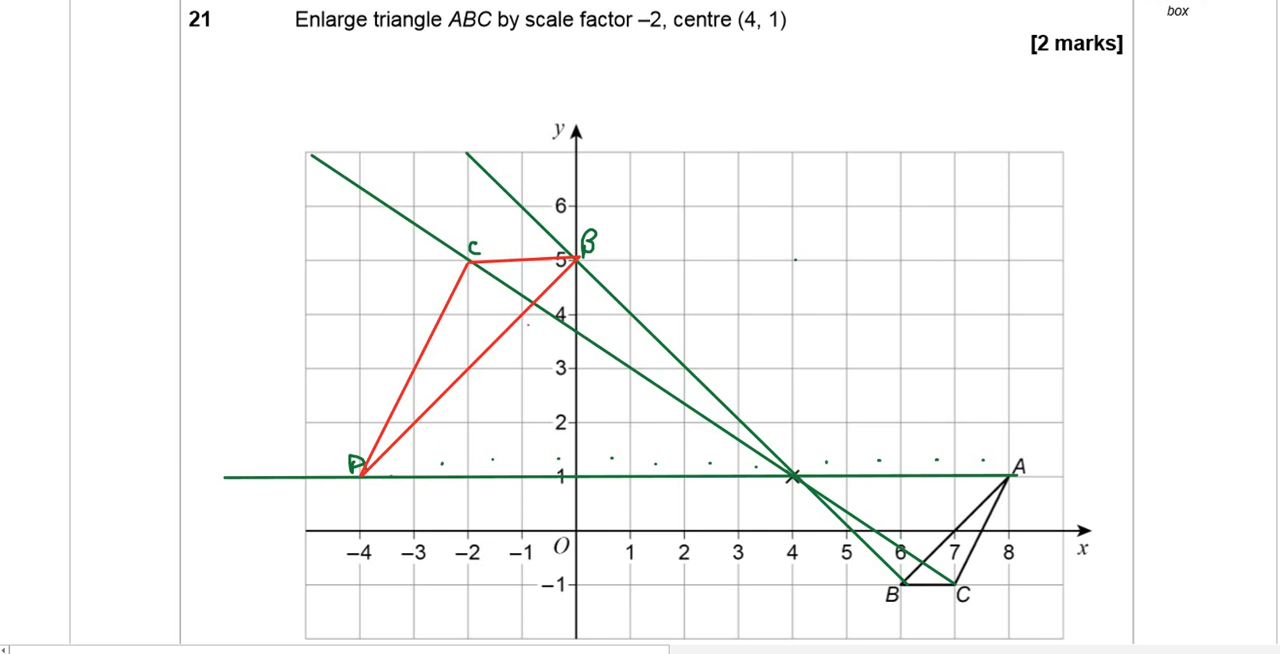 box
21 Enlarge triangle ABC by scale factor –2, centre (4, 1)
[2 marks]
y
6
C B
5
4
3
2
A
1
–4 –3 –2 –1 O 1 2 3 4 5 6 7 8 x
–1
B C